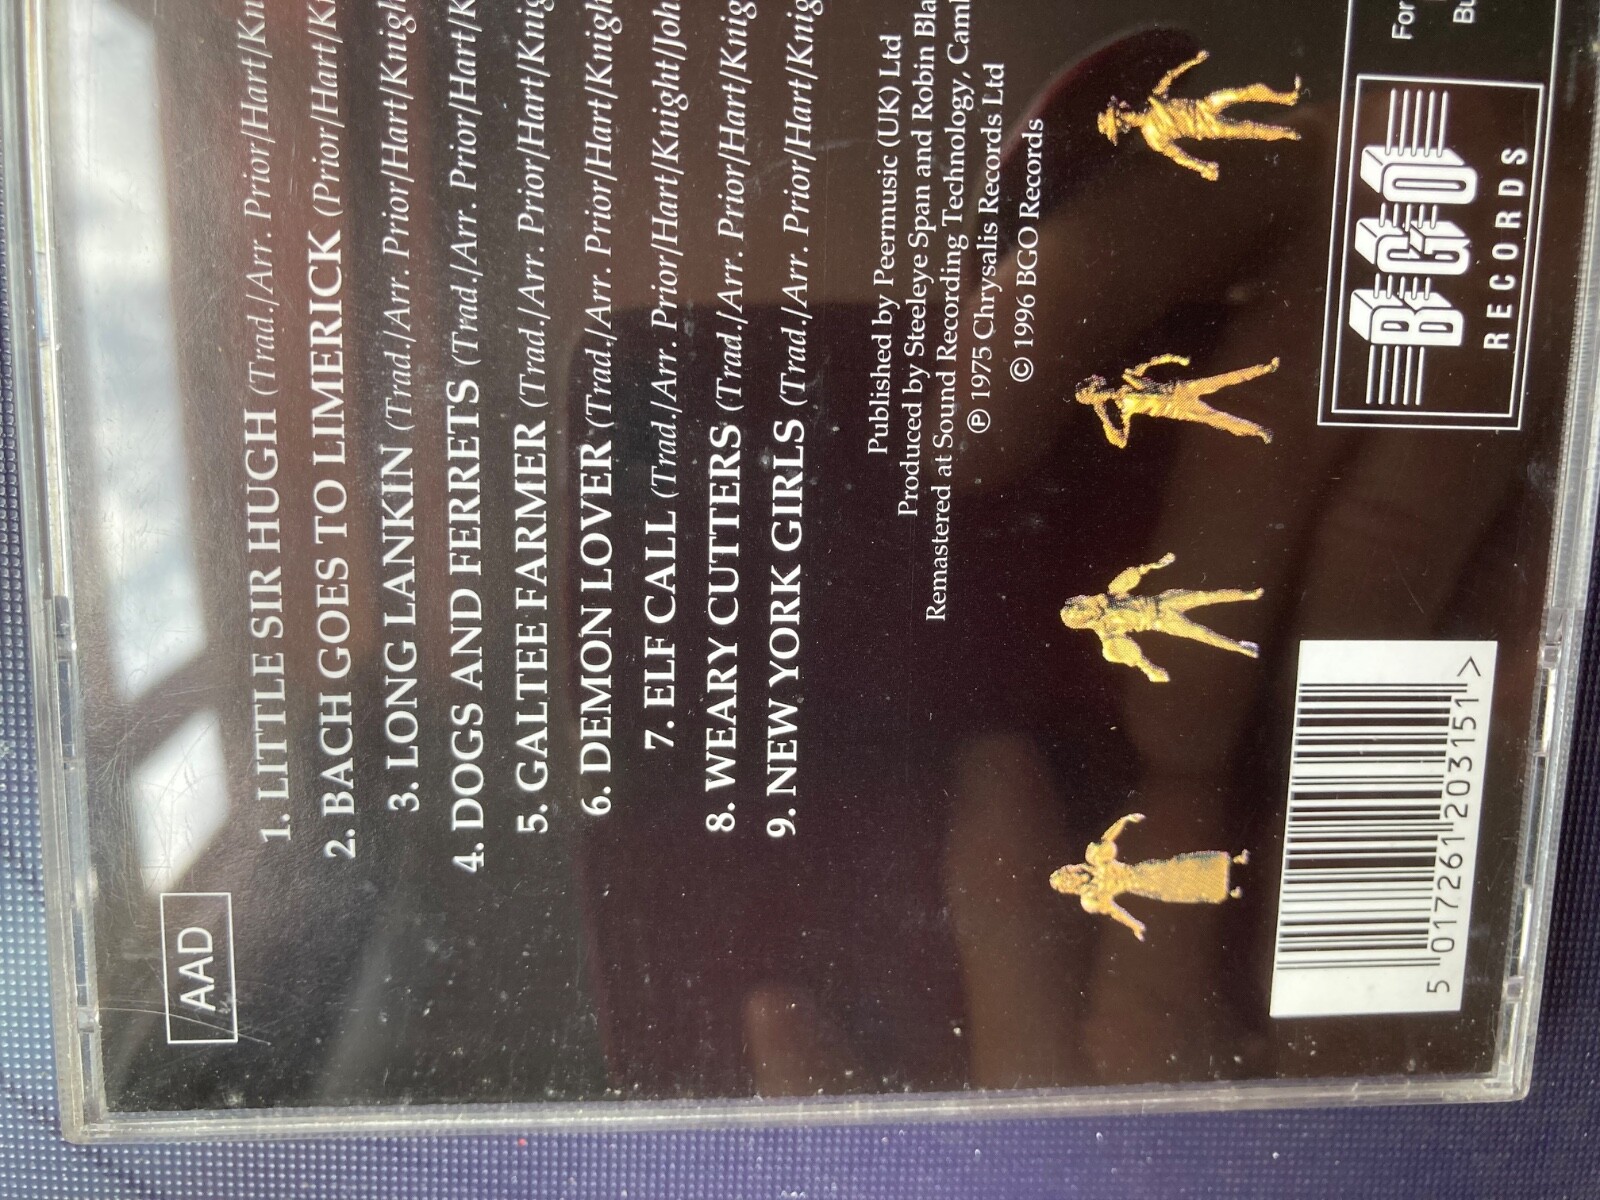 AAD
1. LITTLE SIR HUGH (Trad./Arr. Prior/Hart/
2. BACH GOES TO LIMERICK (Prior/Hart/
3. LONG LANKIN (Trad./Arr. Prior/Hart/Knigh
4. DOGS AND FERRETS (Trad./Arr. Prior/Hart/K
5. GALTEE FARMER (Trad./Arr. Prior/Hart/Knig
6. DEMON LOVER (Trad./Arr. Prior/Hart/Knigh
7. ELF CALL (Trad./Arr. Prior/Hart/Knight/Joh
8. WEARY CUTTERS (Trad./Arr. Prior/Hart/Knig
9. NEW YORK GIRLS (Trad./Arr. Prior/Hart/Knig
Published by Peermusic (UK) Ltd
Produced by Steeleye Span and Robin Bla
Remastered at Sound Recording Technology, Cam
℗ 1975 Chrysalis Records Ltd
© 1996 BGO Records
5 017261 203151 >
BGO
RECORDS
For
Bu